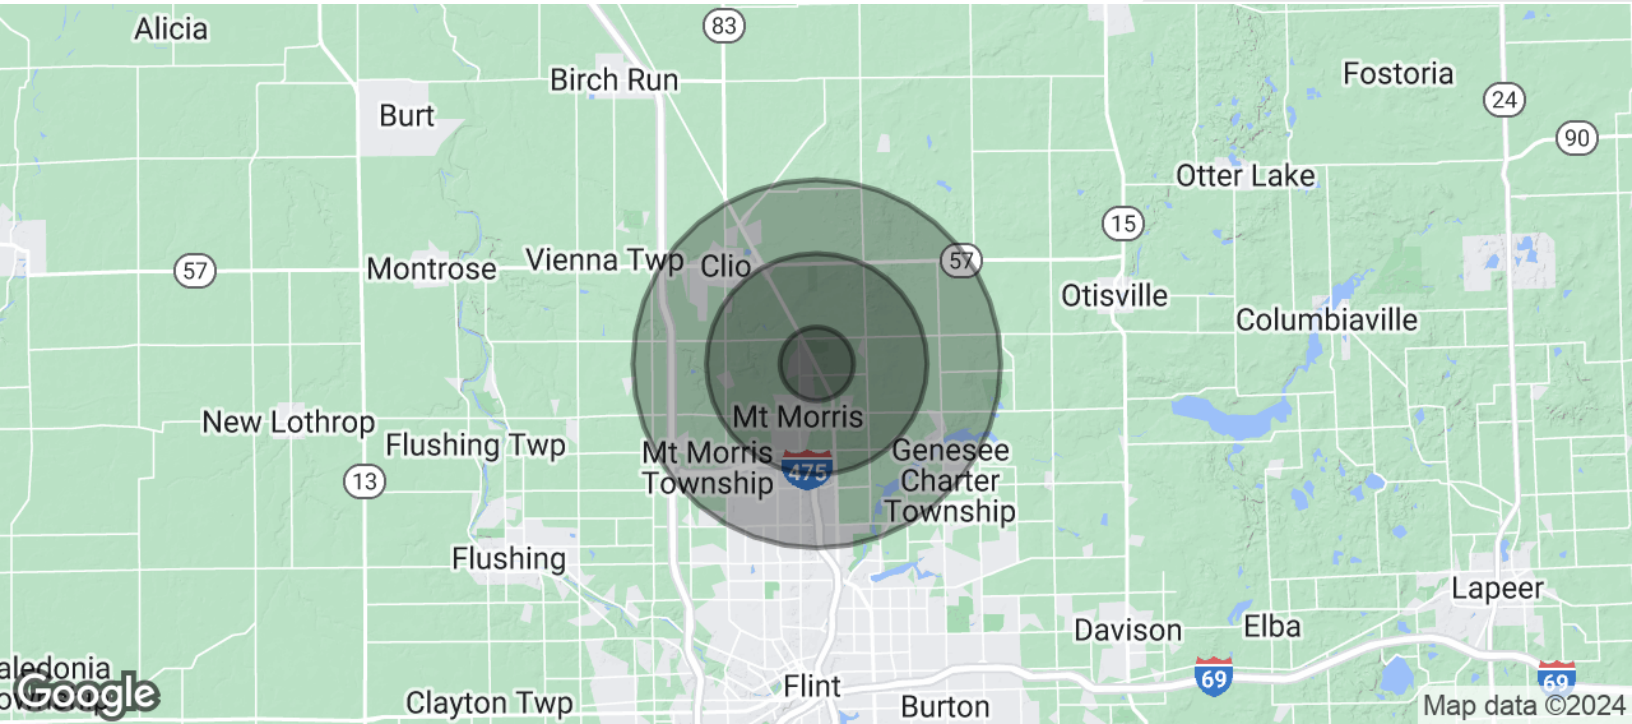 Alicia
83
Birch Run
Fostoria
24
Burt
90
Otter Lake
15
57
Montrose
Vienna Twp
Clio
57
Otisville
Columbiaville
Mt Morris
New Lothrop
Flushing Twp
Mt Morris
Township
475
Genesee
Charter
Township
13
Flushing
Lapeer
Davison
Elba
aledonia
Google
Clayton Twp
Flint
Burton
69
69
Map data ©2024